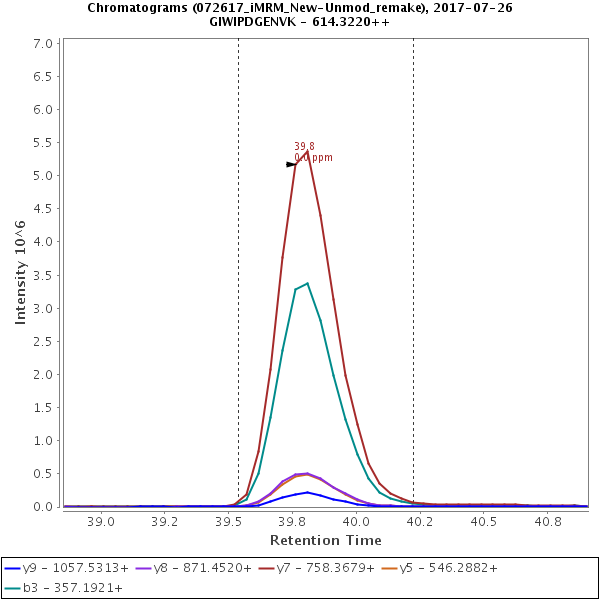 Chromatograms (072617_iMRM_New-Unmod_remake), 2017-07-26
GIWIPDGENVK - 614.3220++
7.0
6.5
6.0
5.5
5.0
4.5
4.0
3.5
3.0
2.5
2.0
1.5
1.0
0.5
0.0
Intensity 10^6
39.8
0.0 ppm
39.0
39.2
39.5
39.8
40.0
40.2
40.5
40.8
Retention Time
y9 - 1057.5313+
y8 - 871.4520+
y7 - 758.3679+
y5 - 546.2882+
b3 - 357.1921+